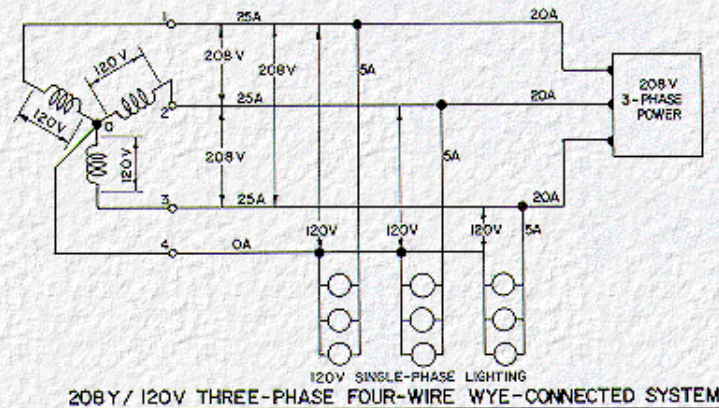 1 25A 20A
120V 208V 208V 5A 208V
3-PHASE
POWER
120V a 2 25A 20A
120V 208V 5A
3 25A 20A
4 0A 120V 120V 120V 5A
120V SINGLE-PHASE LIGHTING
208Y/120V THREE-PHASE FOUR-WIRE WYE-CONNECTED SYSTEM